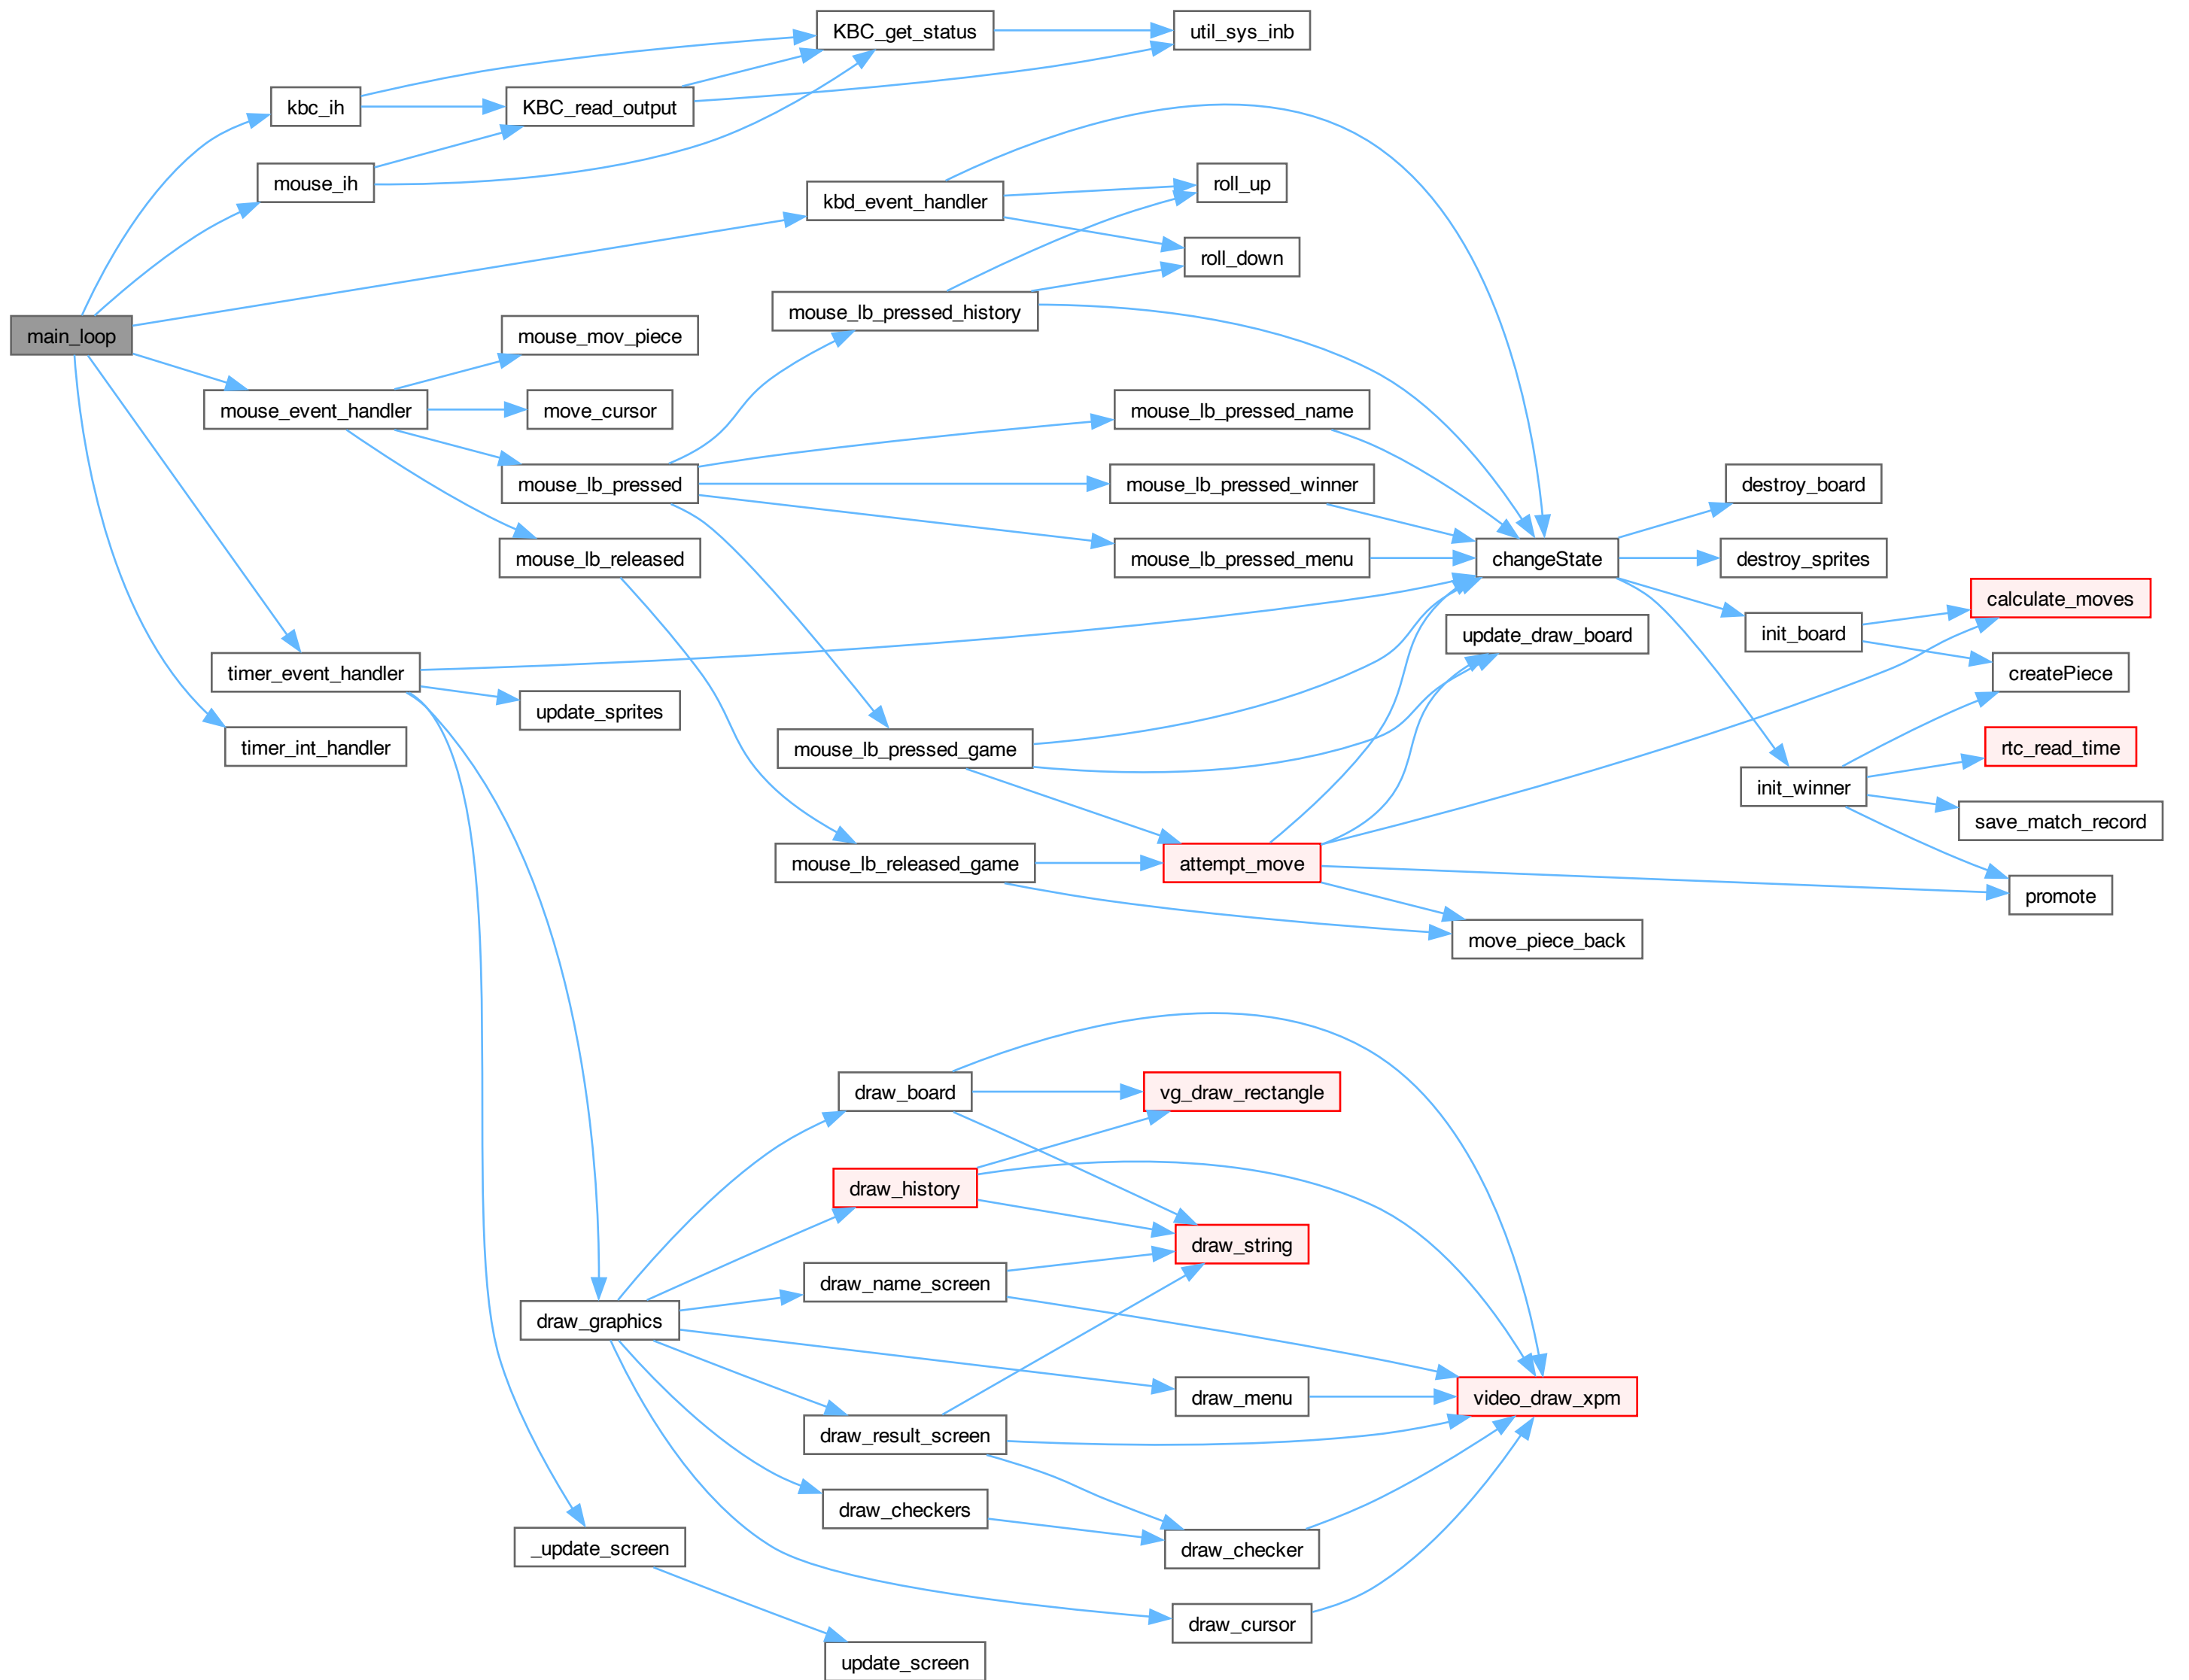 KBC_get_status
util_sys_inb
kbc_ih
KBC_read_output
mouse_ih
kbd_event_handler
roll_up
roll_down
mouse_lb_pressed_history
main_loop
mouse_mov_piece
mouse_event_handler
move_cursor
mouse_lb_pressed_name
mouse_lb_pressed
mouse_lb_pressed_winner
destroy_board
mouse_lb_released
mouse_lb_pressed_menu
changeState
destroy_sprites
calculate_moves
init_board
update_draw_board
timer_event_handler
createPiece
update_sprites
timer_int_handler
mouse_lb_pressed_game
rtc_read_time
init_winner
save_match_record
mouse_lb_released_game
attempt_move
promote
move_piece_back
draw_board
vg_draw_rectangle
draw_history
draw_string
draw_name_screen
draw_graphics
draw_menu
video_draw_xpm
draw_result_screen
draw_checkers
_update_screen
draw_checker
draw_cursor
update_screen